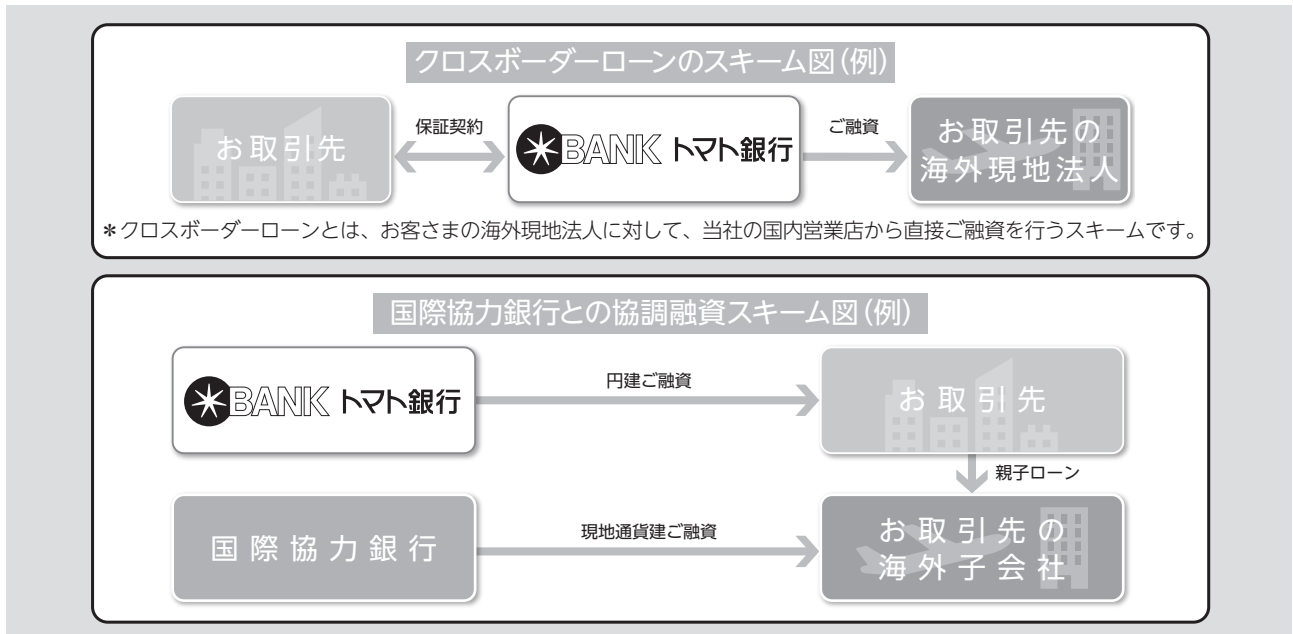 クロスボーダーローンのスキーム図(例)
お取引先
保証契約
BANK トマト銀行
ご融資
お取引先の
海外現地法人
*クロスボーダーローンとは、お客さまの海外現地法人に対して、当社の国内営業店から直接ご融資を行うスキームです。
国際協力銀行との協調融資スキーム図(例)
BANK トマト銀行
円建ご融資
お取引先
親子ローン
国際協力銀行
現地通貨建ご融資
お取引先の
海外子会社